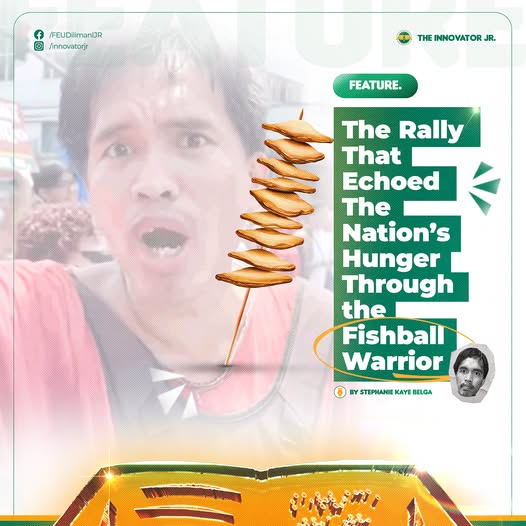 FEATURE
/FEUDilimanIJR
/innovatorjr
THE INNOVATOR JR.
FEATURE.
The Rally
That
Echoed
The
Nation's
Hunger
Through
the
Fishball
Warrior
BY STEPHANIE KAYE BELGA